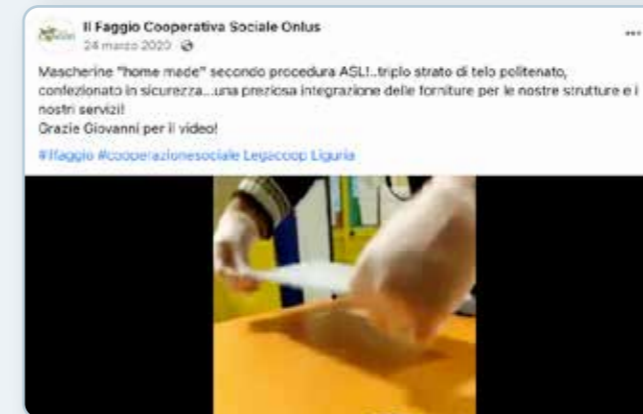 Il Faggio Cooperativa Sociale Onlus
24 marzo 2020
Mascherine "home made" secondo procedura ASL!..triplo strato di telo politenato,
confezionato in sicurezza...una preziosa integrazione delle forniture per le nostre strutture e i
nostri servizi!
Grazie Giovanni per il video!
#ilfaggio #cooperazionesociale Legacoop Liguria